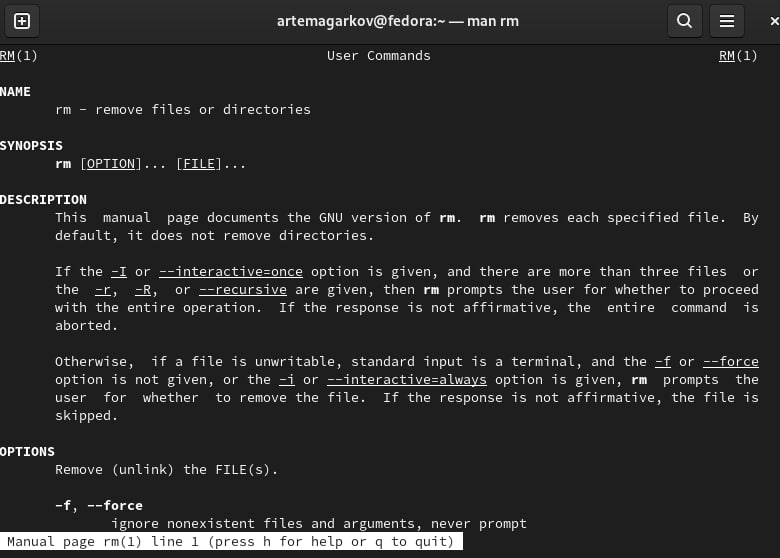 artemagarkov@fedora:~ — man rm
RM(1) User Commands RM(1)
NAME
rm - remove files or directories
SYNOPSIS
rm [OPTION]... [FILE]...
DESCRIPTION
This manual page documents the GNU version of rm. rm removes each specified file. By
default, it does not remove directories.
If the -I or --interactive=once option is given, and there are more than three files or
the -r, -R, or --recursive are given, then rm prompts the user for whether to proceed
with the entire operation. If the response is not affirmative, the entire command is
aborted.
Otherwise, if a file is unwritable, standard input is a terminal, and the -f or --force
option is not given, or the -i or --interactive=always option is given, rm prompts the
user for whether to remove the file. If the response is not affirmative, the file is
skipped.
OPTIONS
Remove (unlink) the FILE(s).
-f, --force
ignore nonexistent files and arguments, never prompt
Manual page rm(1) line 1 (press h for help or q to quit)